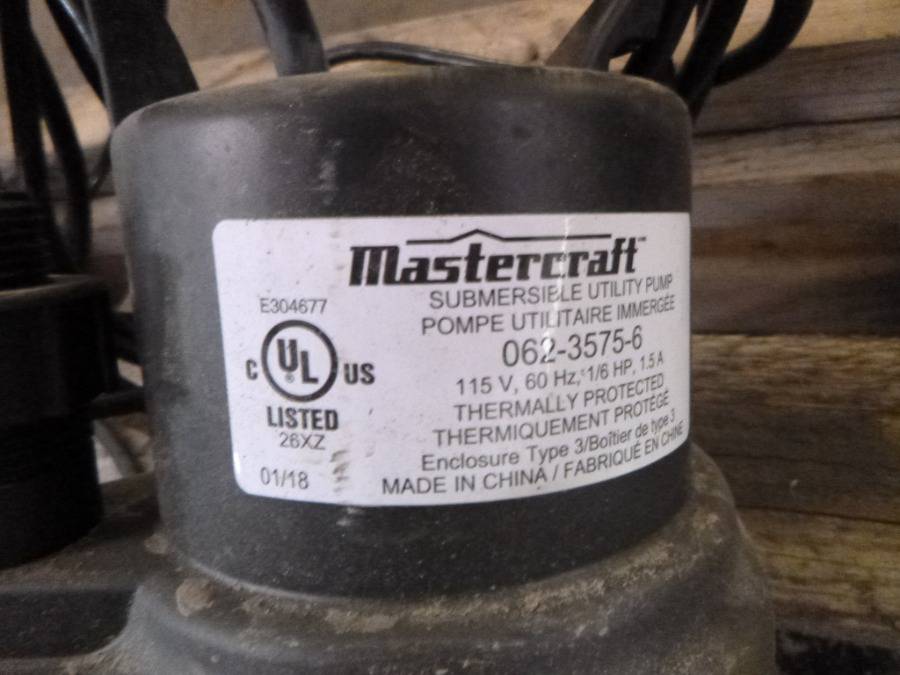 Mastercraft™
SUBMERSIBLE UTILITY PUMP
POMPE UTILITAIRE IMMERGÉE
062-3575-6
115 V, 60 Hz, 1/6 HP, 1.5 A
THERMALLY PROTECTED
THERMIQUEMENT PROTÉGÉ
Enclosure Type 3/Boîtier de type 3
MADE IN CHINA / FABRIQUÉ EN CHINE
E304677
C UL® US
LISTED
26XZ
01/18